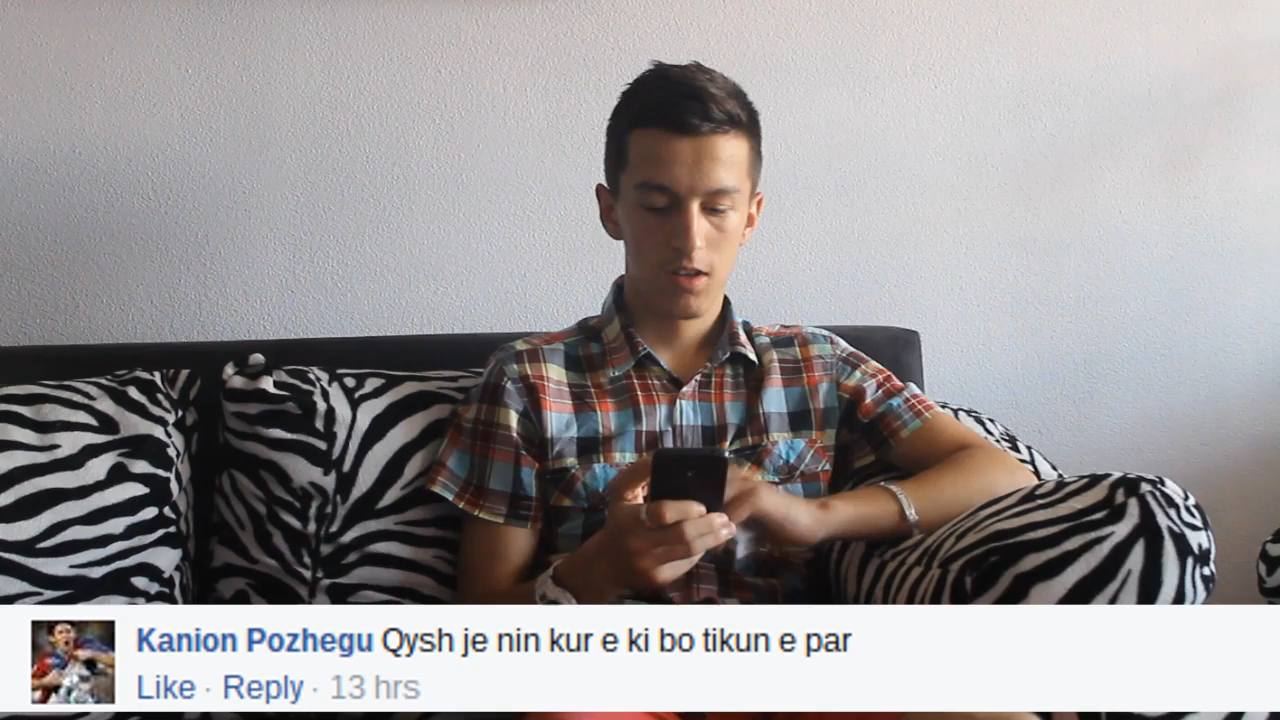 Kanion Pozhegu Qysh je nin kur e ki bo tikun e par
Like · Reply · 13 hrs